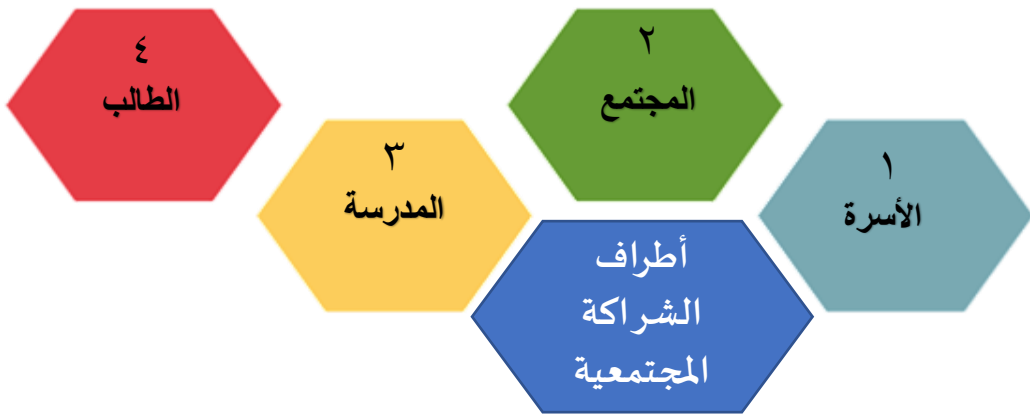 ١
الأسرة
٢
المجتمع
٣
المدرسة
٤
الطالب
أطراف
الشراكة
المجتمعية